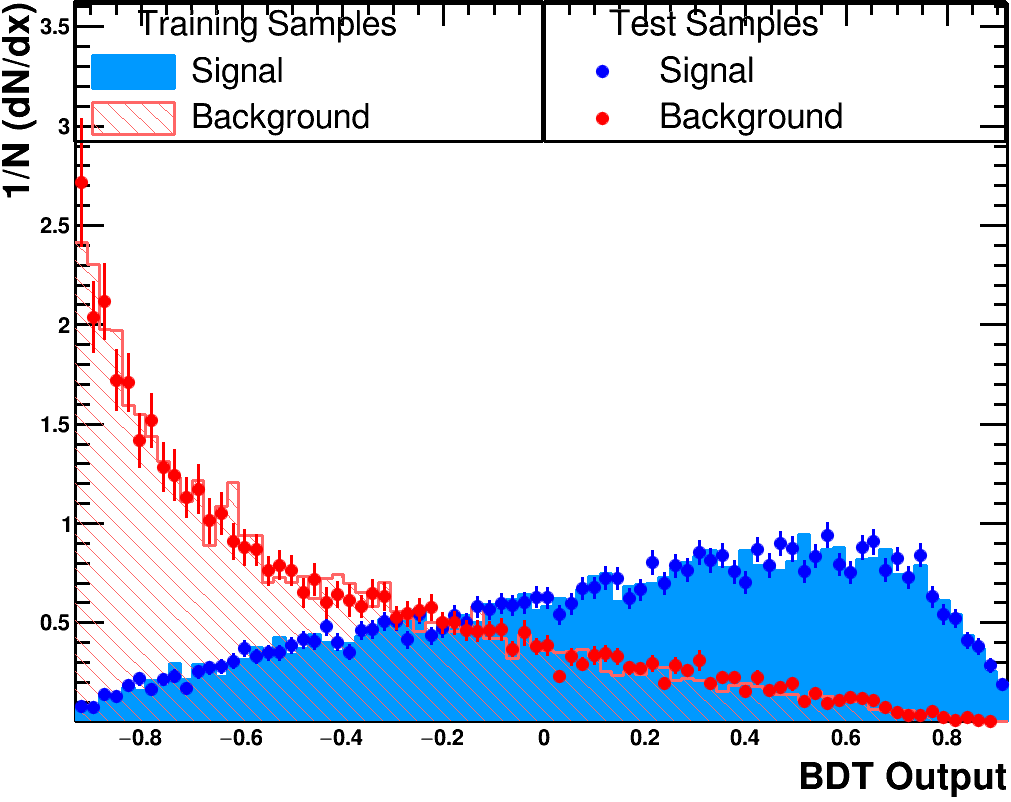 1/N (dN/dx)
Training Samples
Signal
Background
Test Samples
Signal
Background
3.5
3
2.5
2
1.5
1
0.5
−0.8 −0.6 −0.4 −0.2 0 0.2 0.4 0.6 0.8
BDT Output